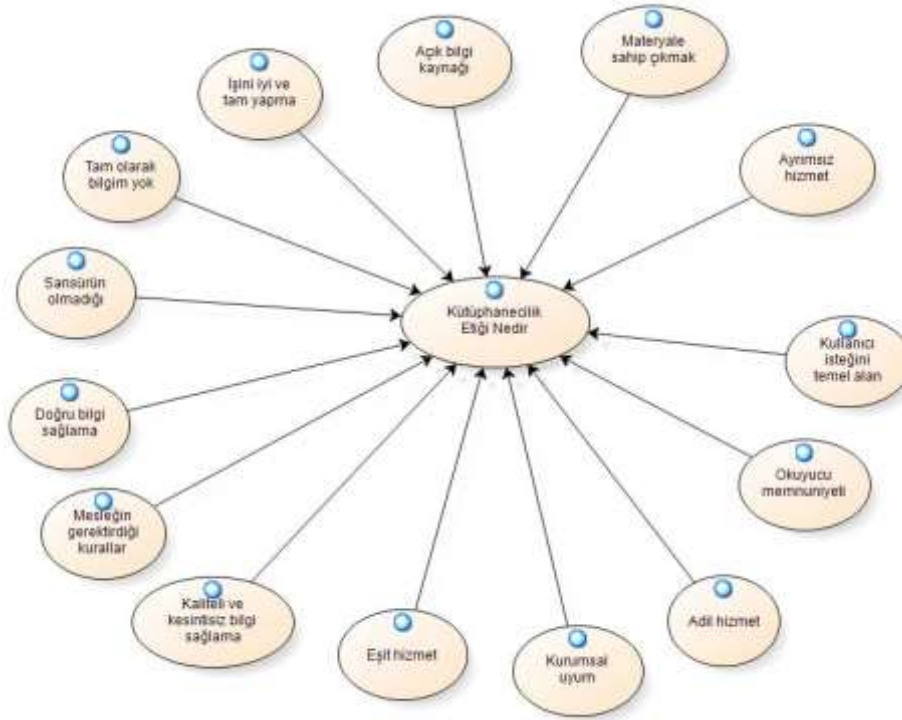 Açık bilgi
kaynağı
Materyale
sahip çıkmak
İşini iyi ve
tam yapma
Tam olarak
bilgim yok
Ayrımsız
hizmet
Sansürün
olmadığı
Kütüphanecilik
Etiği Nedir
Kullanıcı
isteğini
temel alan
Doğru bilgi
sağlama
Okuyucu
memnuniyeti
Mesleğin
gerektirdiği
kurallar
Kaliteli ve
kesintisiz bilgi
sağlama
Eşit hizmet
Kurumsal
uyum
Adil hizmet